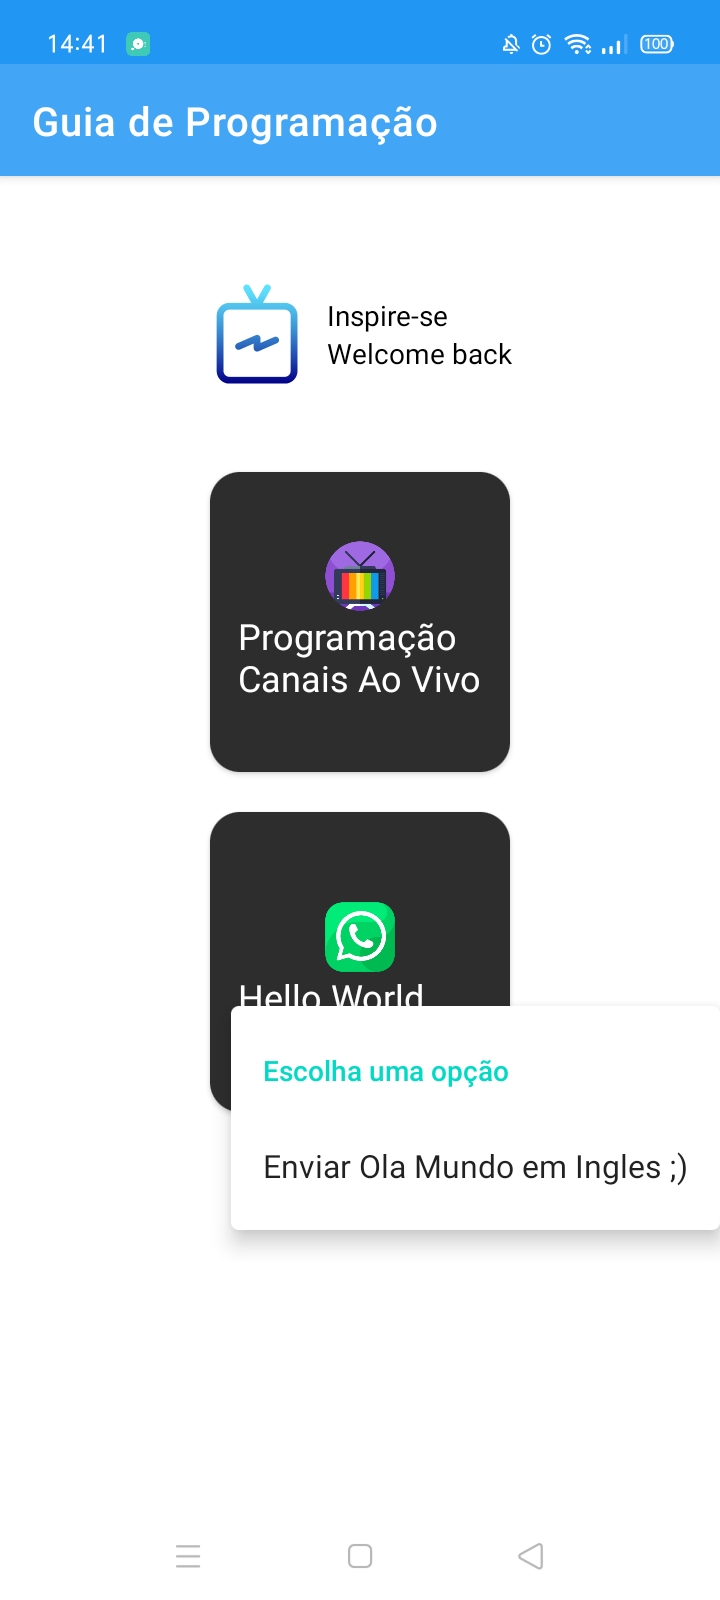 14:41
100
Guia de Programação
Inspire-se
Welcome back
Programação
Canais Ao Vivo
Hello World
Escolha uma opção
Enviar Ola Mundo em Ingles ;)